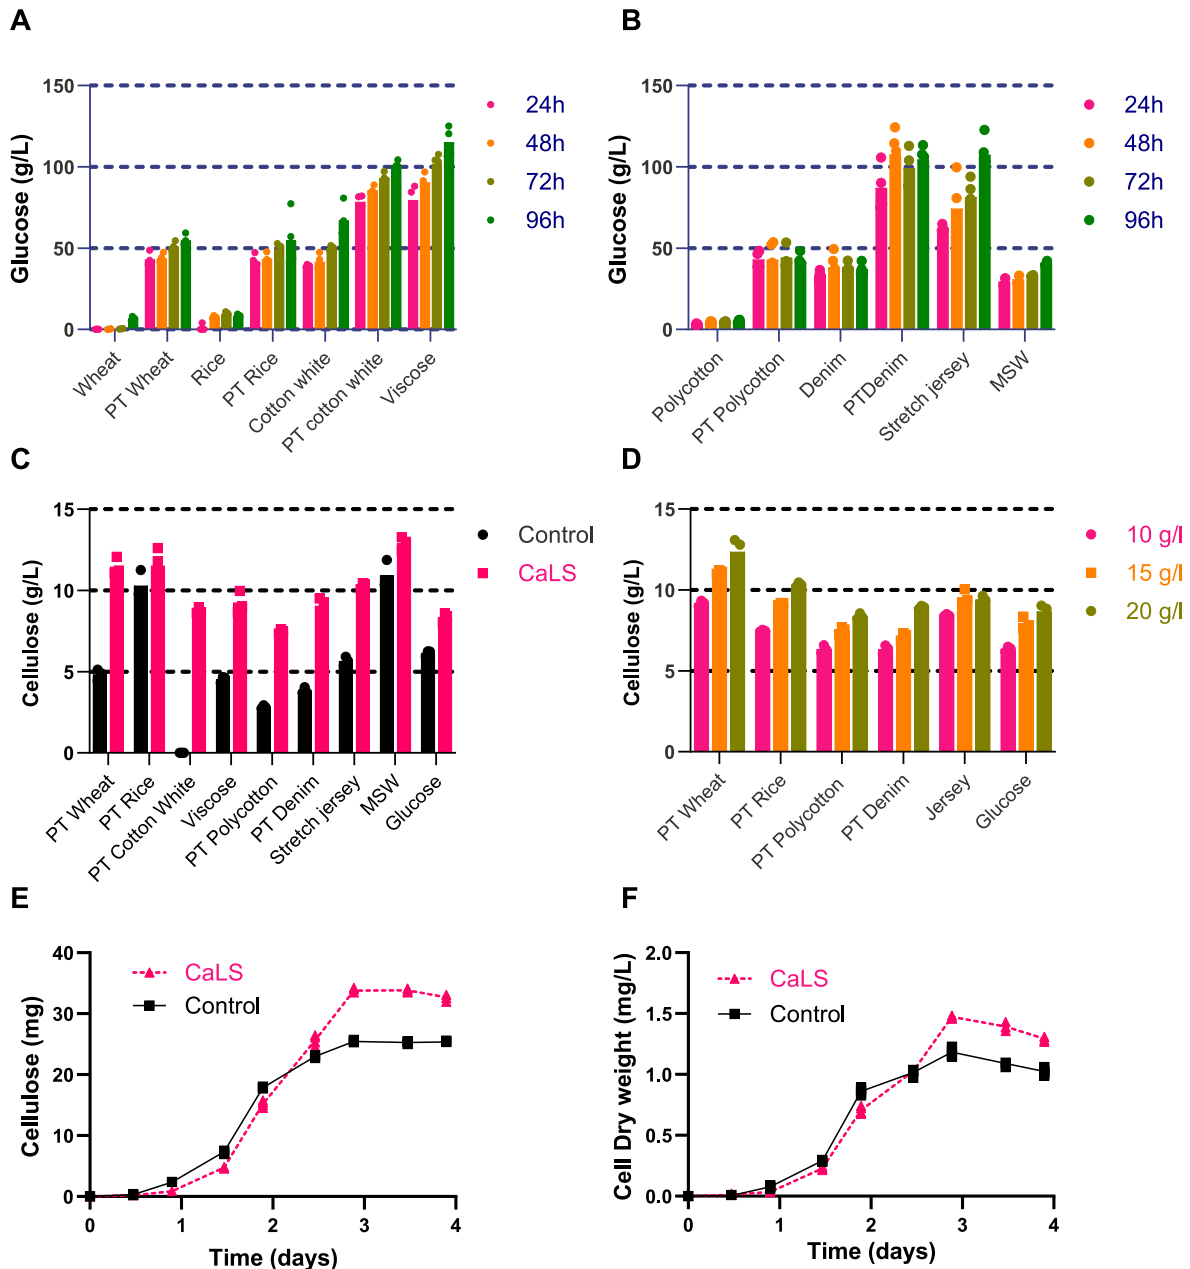 A
Glucose (g/L)
150
100
50
0
Wheat
PT Wheat
Rice
PT Rice
Cotton white
PT cotton white
Viscose
24h
48h
72h
96h
B
Glucose (g/L)
150
100
50
0
Polycotton
PT Polycotton
Denim
PTDenim
Stretch jersey
MSW
24h
48h
72h
96h
C
Cellulose (g/L)
15
10
5
0
PT Wheat
PT Rice
PT Cotton White
Viscose
PT Polycotton
PT Denim
Stretch jersey
MSW
Glucose
Control
CaLS
D
Cellulose (g/L)
15
10
5
0
PT Wheat
PT Rice
PT Polycotton
PT Denim
Jersey
Glucose
10 g/l
15 g/l
20 g/l
E
Cellulose (mg)
40
30
20
10
0
0 1 2 3 4
Time (days)
CaLS
Control
F
Cell Dry weight (mg/L)
2.0
1.5
1.0
0.5
0.0
0 1 2 3 4
Time (days)
CaLS
Control